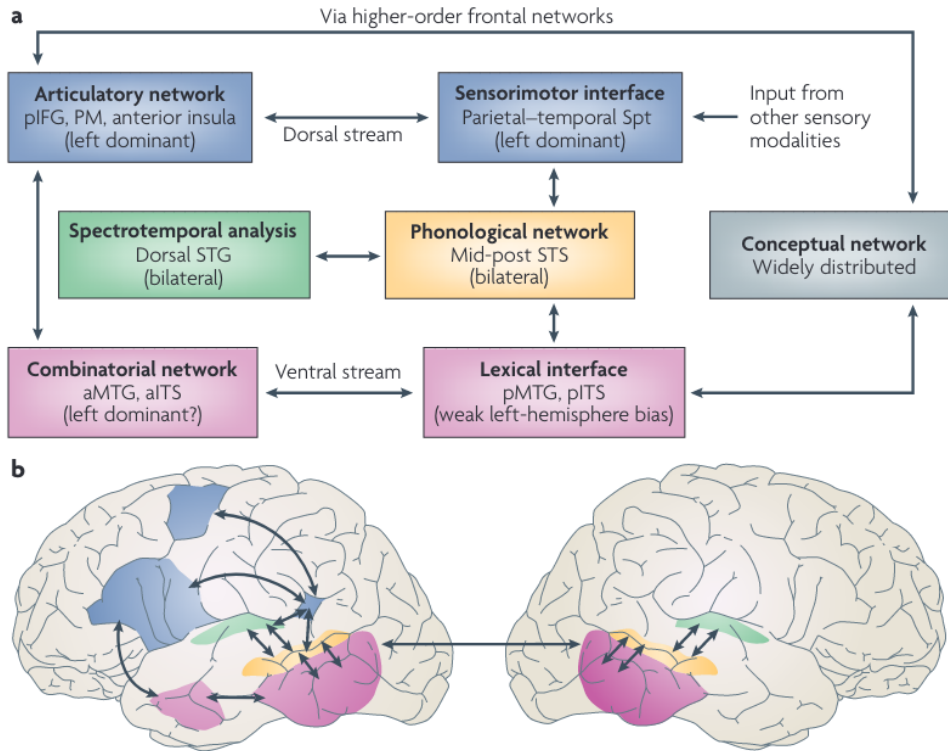 a
Via higher-order frontal networks
Articulatory network
pIFG, PM, anterior insula
(left dominant)
Dorsal stream
Sensorimotor interface
Parietal–temporal Spt
(left dominant)
Input from
other sensory
modalities
Spectrotemporal analysis
Dorsal STG
(bilateral)
Phonological network
Mid-post STS
(bilateral)
Conceptual network
Widely distributed
Combinatorial network
aMTG, aITS
(left dominant?)
Ventral stream
Lexical interface
pMTG, pITS
(weak left-hemisphere bias)
b